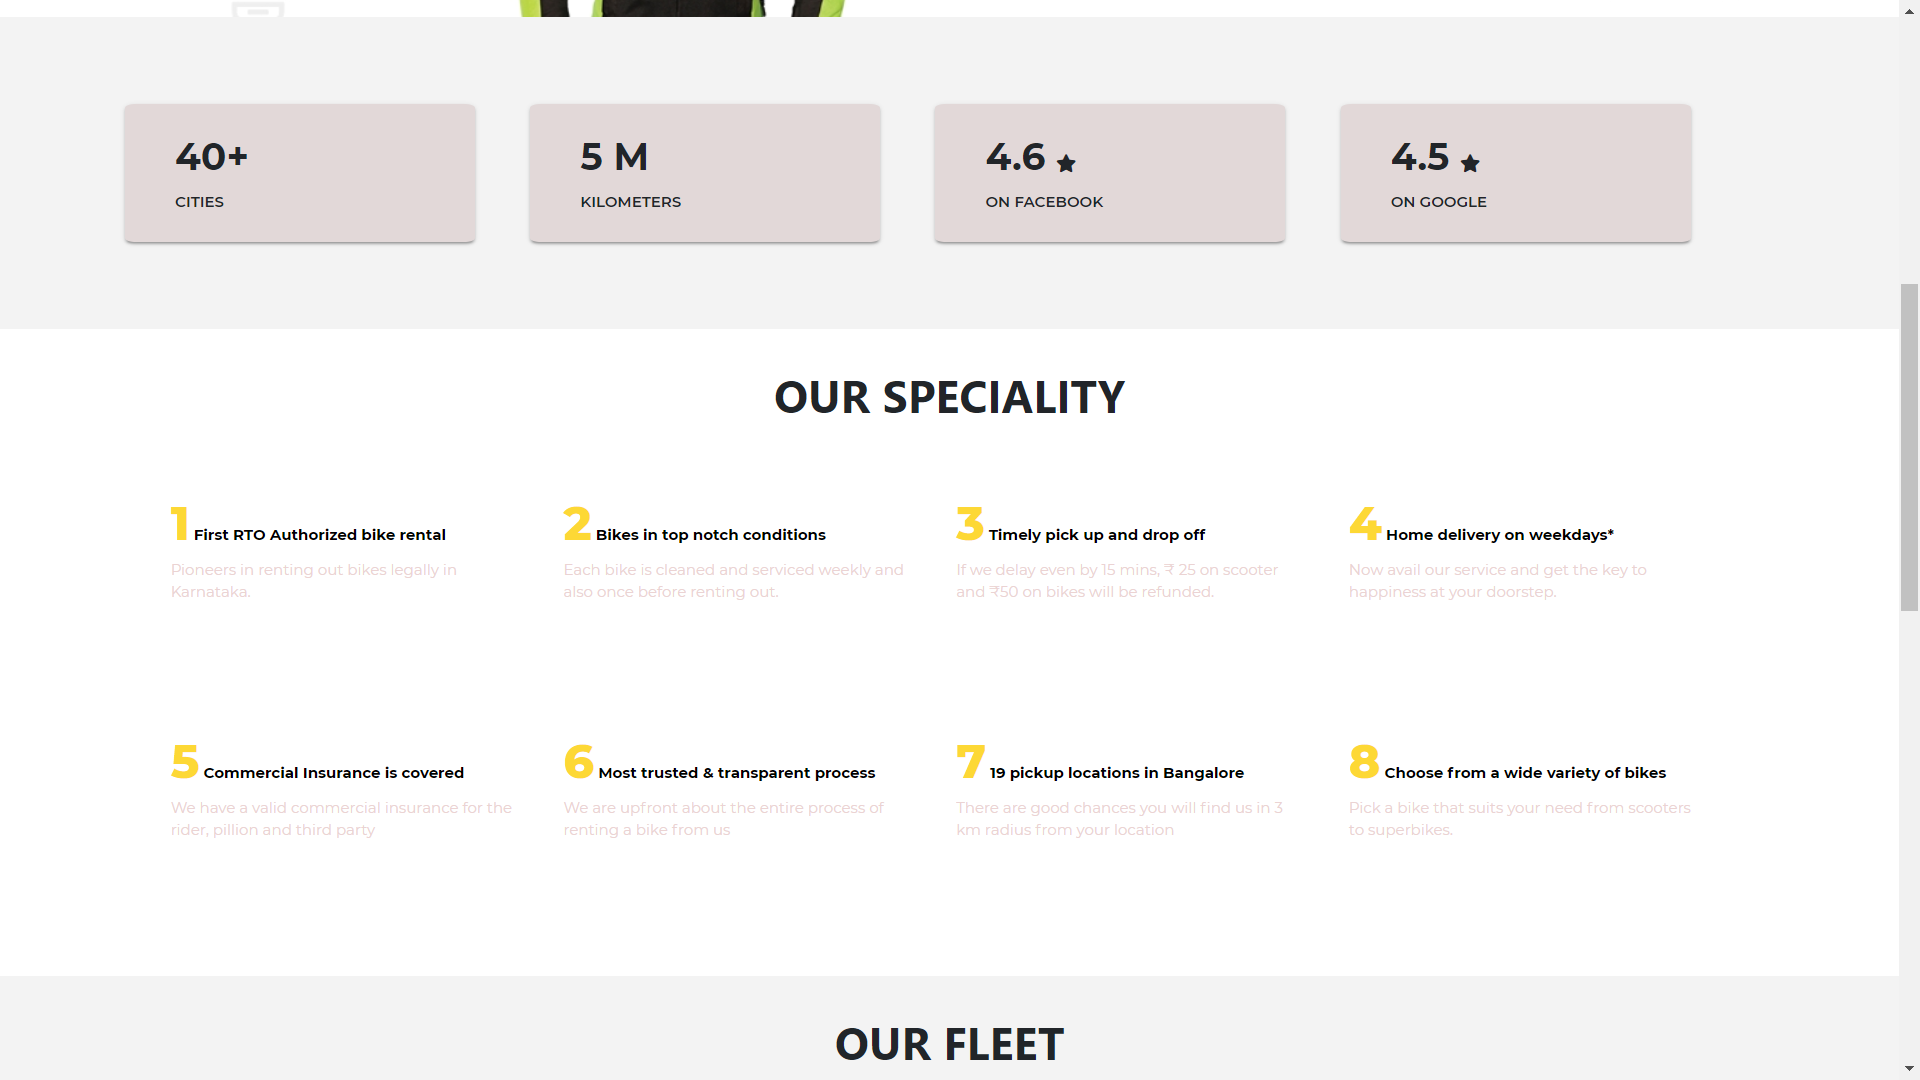 40+
CITIES
5 M
KILOMETERS
4.6 ★
ON FACEBOOK
4.5 ★
ON GOOGLE
OUR SPECIALITY
1 First RTO Authorized bike rental
Pioneers in renting out bikes legally in
Karnataka.
2 Bikes in top notch conditions
Each bike is cleaned and serviced weekly and
also once before renting out.
3 Timely pick up and drop off
If we delay even by 15 mins, ₹ 25 on scooter
and ₹50 on bikes will be refunded.
4 Home delivery on weekdays*
Now avail our service and get the key to
happiness at your doorstep.
5 Commercial Insurance is covered
We have a valid commercial insurance for the
rider, pillion and third party
6 Most trusted & transparent process
We are upfront about the entire process of
renting a bike from us
7 19 pickup locations in Bangalore
There are good chances you will find us in 3
km radius from your location
8 Choose from a wide variety of bikes
Pick a bike that suits your need from scooters
to superbikes.
OUR FLEET